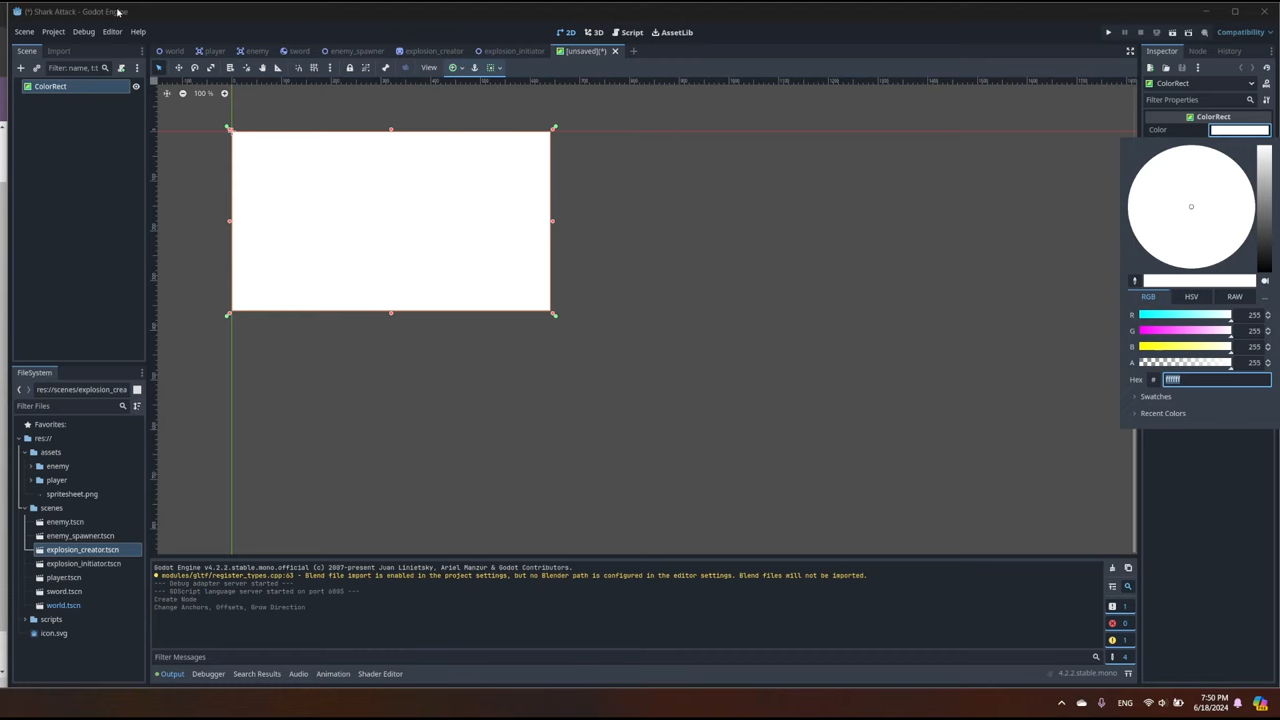 (*) Shark Attack - Godot Engine
Scene Project Debug Editor Help
2D 3D Script AssetLib
Compatibility
Scene Import
world player enemy sword enemy_spawner explosion_creator explosion_initiator [unsaved](*)
Inspector Node History
Filter: name, t:t
View
ColorRect
100 %
ColorRect
Filter Properties
ColorRect
Color
RGB HSV RAW
R 255
G 255
B 255
A 255
Hex # ffffff
Swatches
Recent Colors
FileSystem
res://scenes/explosion_crea
Filter Files
Favorites:
res://
assets
enemy
player
spritesheet.png
scenes
enemy.tscn
enemy_spawner.tscn
explosion_creator.tscn
explosion_initiator.tscn
player.tscn
sword.tscn
world.tscn
scripts
icon.svg
Godot Engine v4.2.2.stable.mono.official (c) 2007-present Juan Linietsky, Ariel Manzur & Godot Contributors.
modules/gltf/register_types.cpp:63 - Blend file import is enabled in the project settings, but no Blender path is configured in the editor settings. Blend files will not be imported.
--- Debug adapter server started ---
--- GDScript language server started on port 6005 ---
Create Node
Change Anchors, Offsets, Grow Direction
1
0
1
4
Filter Messages
Output Debugger Search Results Audio Animation Shader Editor
4.2.2.stable.mono
ENG
7:50 PM
6/18/2024